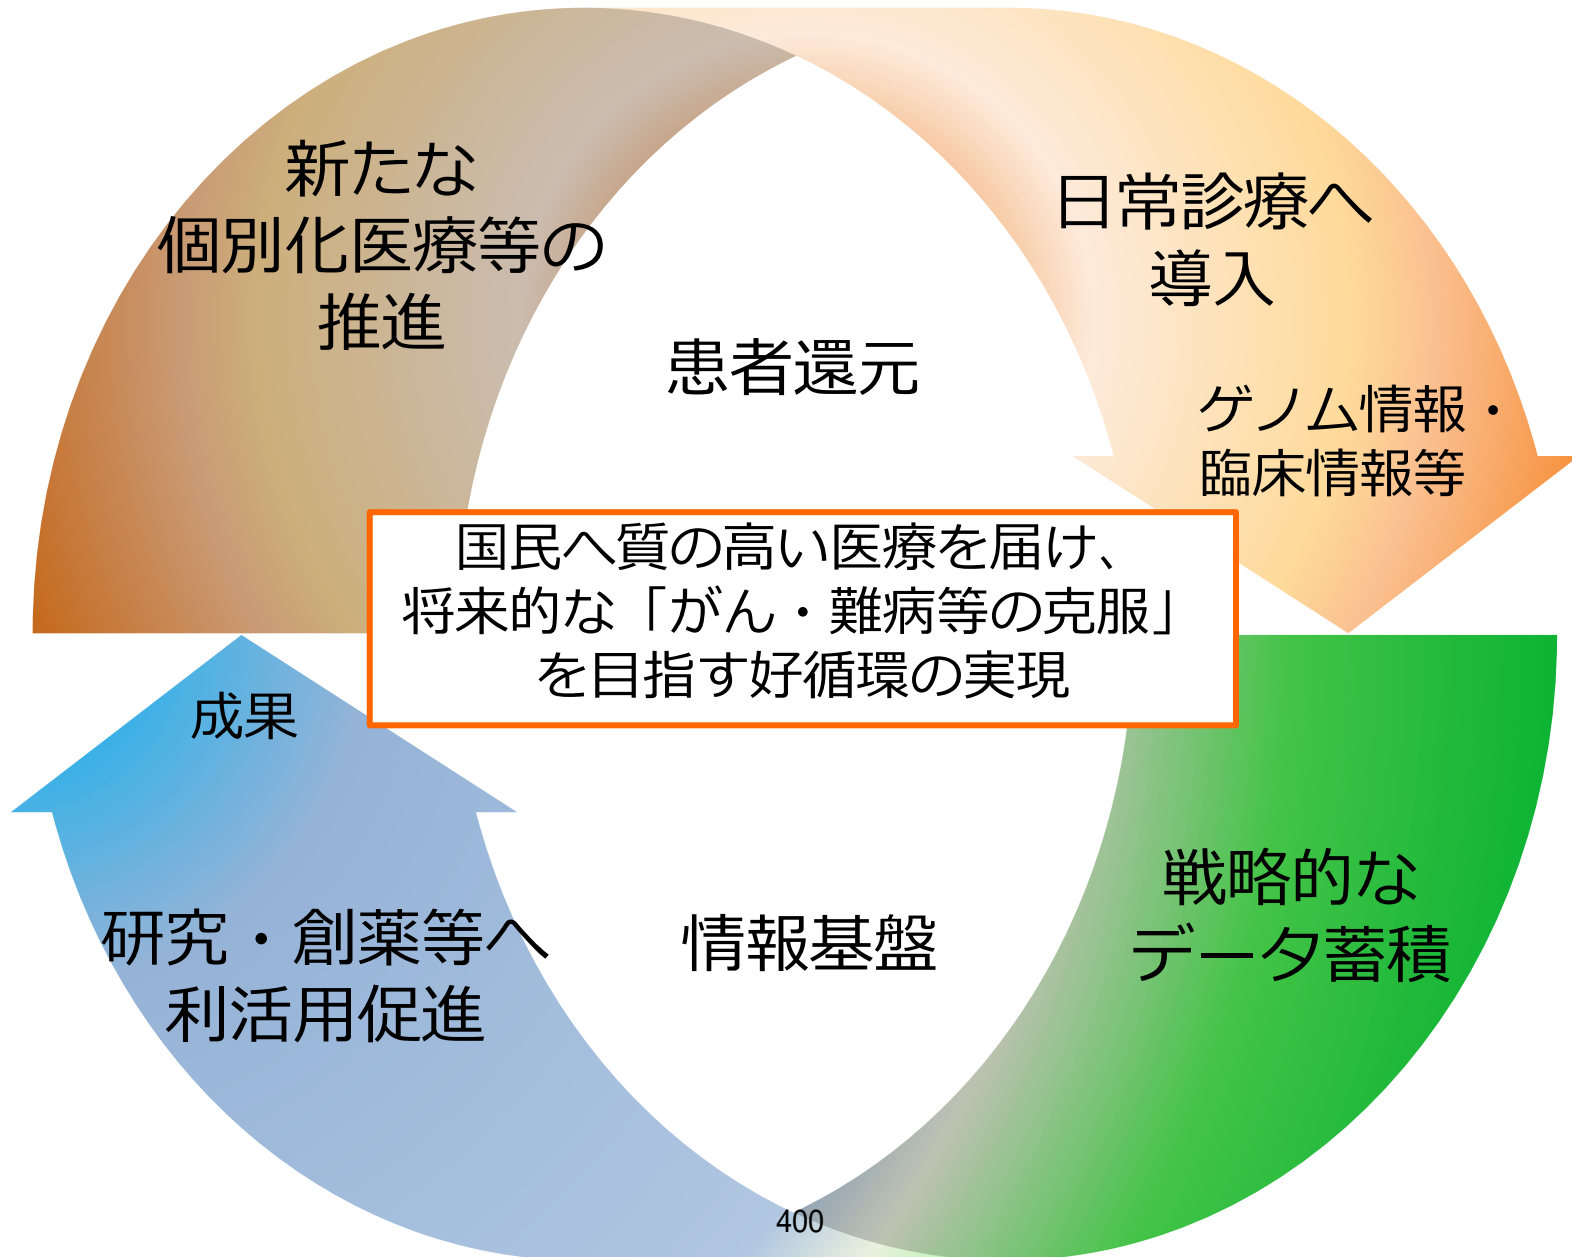 新たな
個別化医療等の
推進
日常診療へ
導入
患者還元
ゲノム情報・
臨床情報等
国民へ質の高い医療を届け、
将来的な「がん・難病等の克服」
を目指す好循環の実現
成果
戦略的な
データ蓄積
研究・創薬等へ
利活用促進
情報基盤
400